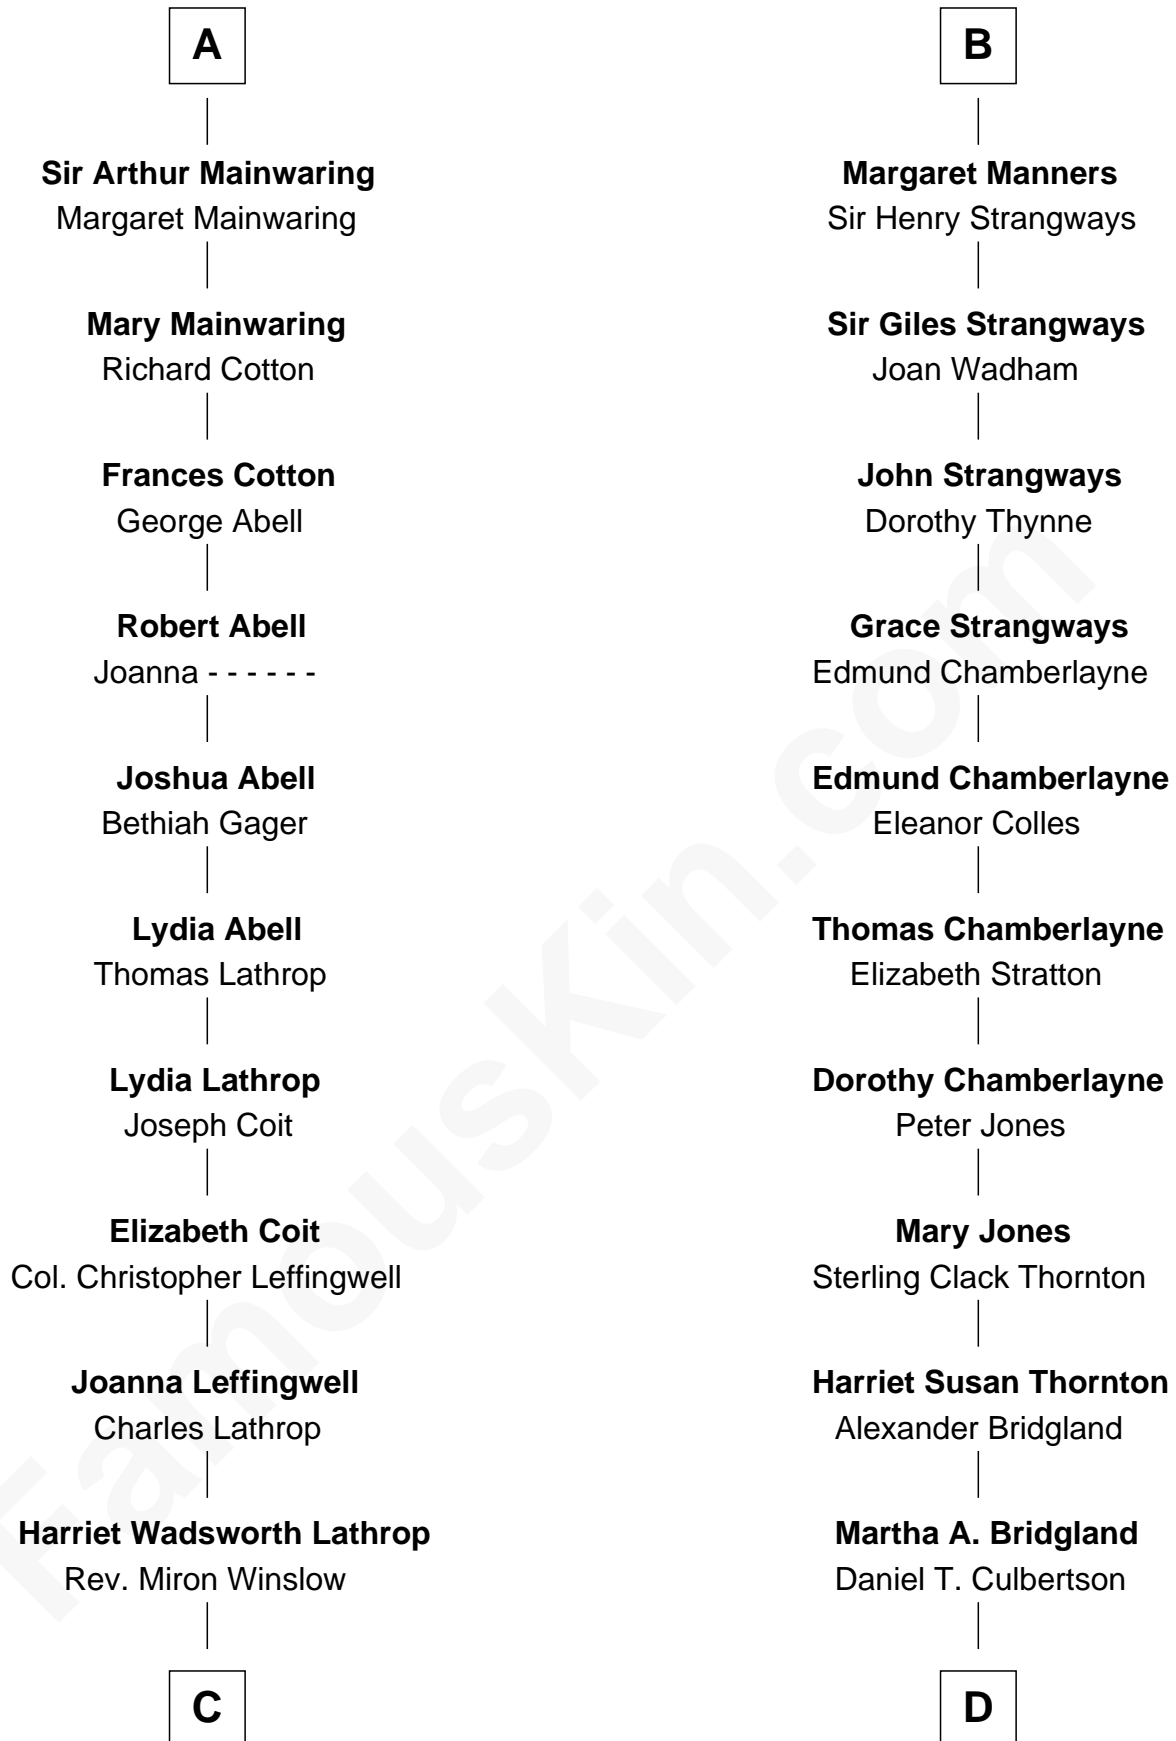 A
Sir Arthur Mainwaring
Margaret Mainwaring
Mary Mainwaring
Richard Cotton
Frances Cotton
George Abell
Robert Abell
Joanna - - - - - -
Joshua Abell
Bethiah Gager
Lydia Abell
Thomas Lathrop
Lydia Lathrop
Joseph Coit
Elizabeth Coit
Col. Christopher Leffingwell
Joanna Leffingwell
Charles Lathrop
Harriet Wadsworth Lathrop
Rev. Miron Winslow
C
B
Margaret Manners
Sir Henry Strangways
Sir Giles Strangways
Joan Wadham
John Strangways
Dorothy Thynne
Grace Strangways
Edmund Chamberlayne
Edmund Chamberlayne
Eleanor Colles
Thomas Chamberlayne
Elizabeth Stratton
Dorothy Chamberlayne
Peter Jones
Mary Jones
Sterling Clack Thornton
Harriet Susan Thornton
Alexander Bridgland
Martha A. Bridgland
Daniel T. Culbertson
D
FamousKin.com